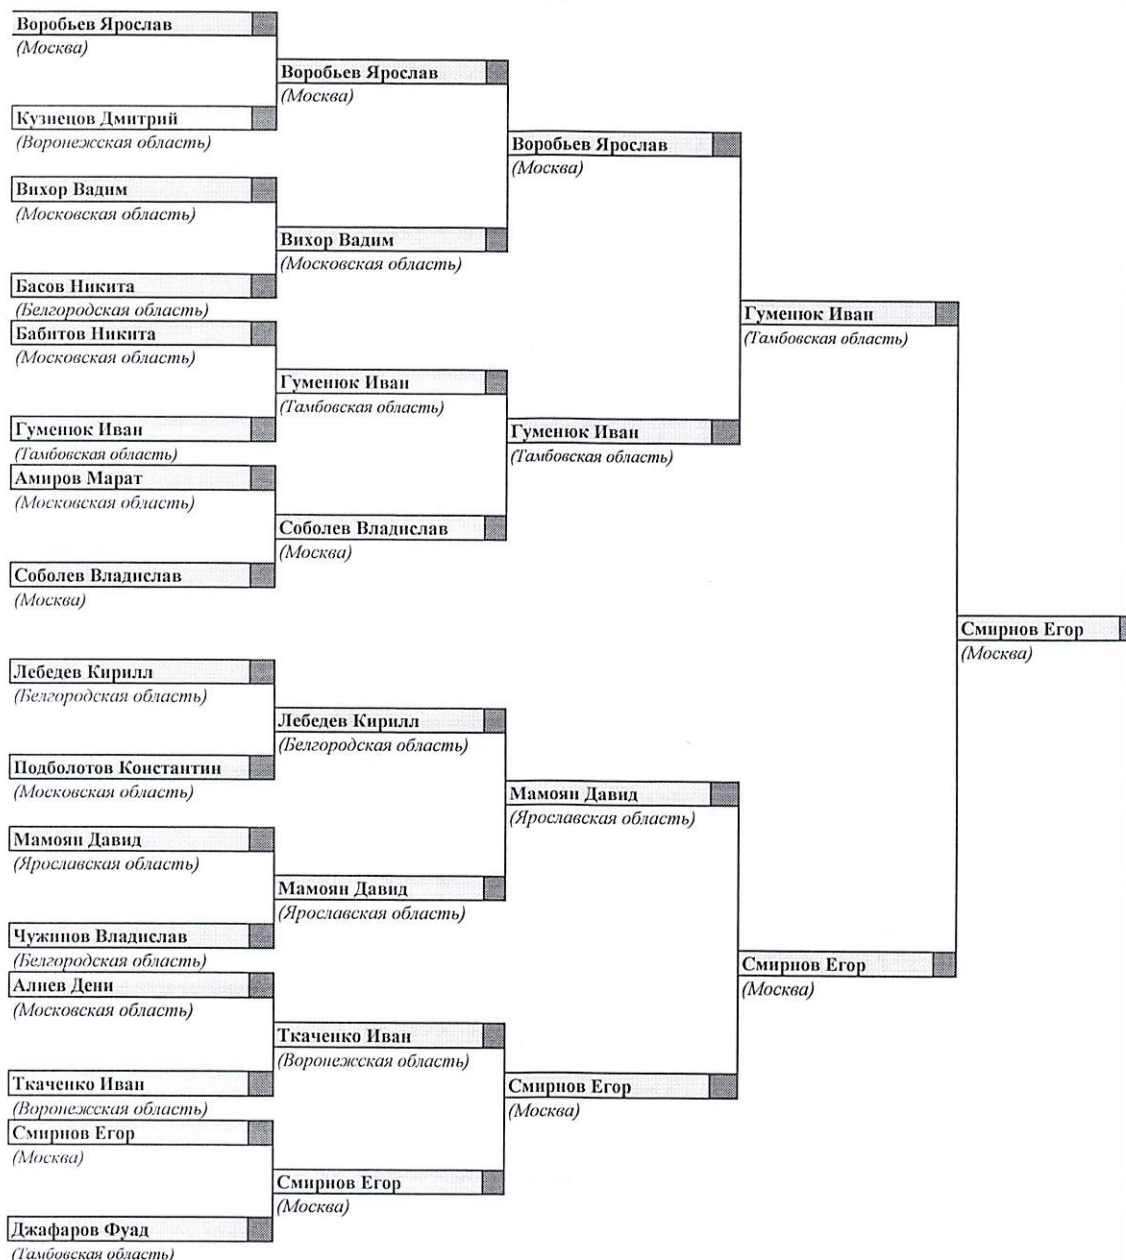 Воробьев Ярослав
(Москва)
Кузнецов Дмитрий
(Воронежская область)
Вихор Вадим
(Московская область)
Басов Никита
(Белгородская область)
Бабитов Никита
(Московская область)
Гуменюк Иван
(Тамбовская область)
Амиров Марат
(Московская область)
Соболев Владислав
(Москва)
Лебедев Кирилл
(Белгородская область)
Подболотов Константин
(Московская область)
Мамоян Давид
(Ярославская область)
Чужинов Владислав
(Белгородская область)
Алиев Дени
(Московская область)
Ткаченко Иван
(Воронежская область)
Смирнов Егор
(Москва)
Джафаров Фуад
(Тамбовская область)
Воробьев Ярослав
(Москва)
Вихор Вадим
(Московская область)
Гуменюк Иван
(Тамбовская область)
Соболев Владислав
(Москва)
Лебедев Кирилл
(Белгородская область)
Мамоян Давид
(Ярославская область)
Ткаченко Иван
(Воронежская область)
Смирнов Егор
(Москва)
Воробьев Ярослав
(Москва)
Гуменюк Иван
(Тамбовская область)
Мамоян Давид
(Ярославская область)
Смирнов Егор
(Москва)
Гуменюк Иван
(Тамбовская область)
Смирнов Егор
(Москва)
Смирнов Егор
(Москва)